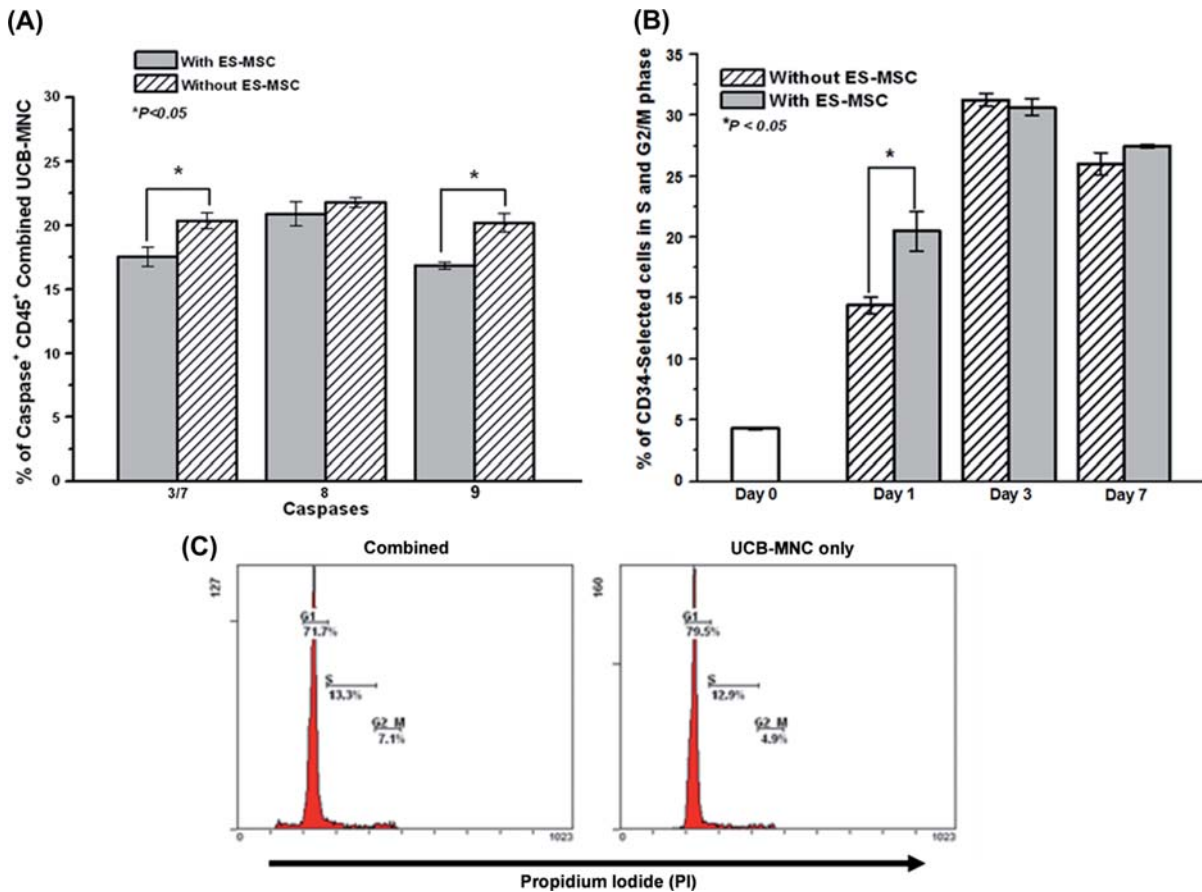 (A)
With ES-MSC
Without ES-MSC
*P<0.05
% of Caspase⁺ CD45⁺ Combined UCB-MNC
30
25
20
15
10
5
0
*
*
3/7
8
9
Caspases
(B)
Without ES-MSC
With ES-MSC
*P < 0.05
% of CD34-Selected cells in S and G2/M phase
35
30
25
20
15
10
5
0
*
Day 0
Day 1
Day 3
Day 7
(C)
Combined
127
G1
71.7%
S
13.3%
G2_M
7.1%
0
1023
UCB-MNC only
160
G1
79.5%
S
12.9%
G2_M
4.9%
0
1023
Propidium Iodide (PI)